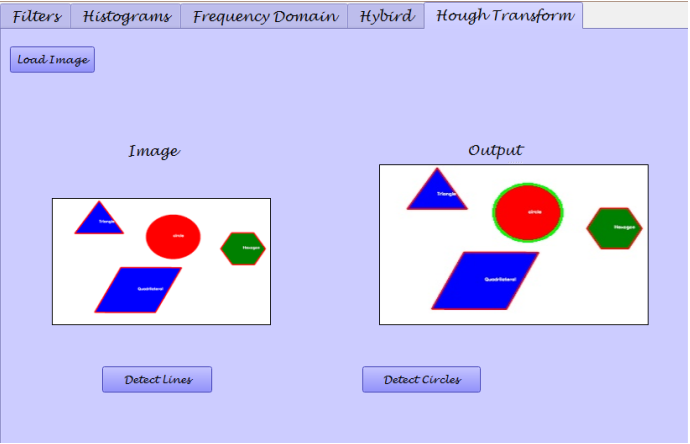 Filters Histograms Frequency Domain Hybird Hough Transform
Load Image
Image Output
Triangle circle Hexagon Quadrilateral
Triangle circle Hexagon Quadrilateral
Detect Lines Detect Circles